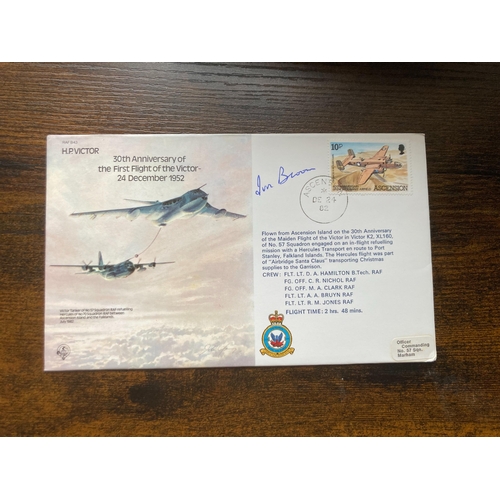 H.P. VICTOR
30th Anniversary of
the First Flight of the Victor-
24 December 1952
10p
ASCENSION
ASCENSION
DE 24
82
Flown from Ascension Island on the 30th Anniversary
of the Maiden Flight of the Victor in Victor K2, XL160,
of No. 57 Squadron engaged on an in-flight refuelling
mission with a Hercules Transport en route to Port
Stanley, Falkland Islands. The Hercules flight was part
of "Airbridge Santa Claus" transporting Christmas
supplies to the Garrison.
CREW: FLT. LT. D. A. HAMILTON B.Tech. RAF
FG. OFF. C. R. NICHOL RAF
FG. OFF. M. A. CLARK RAF
FLT. LT. A. A. BRUYN RAF
FLT. LT. R. M. JONES RAF
FLIGHT TIME: 2 hrs. 48 mins.
Officer
Commanding
No. 57 Sqn.
Marham